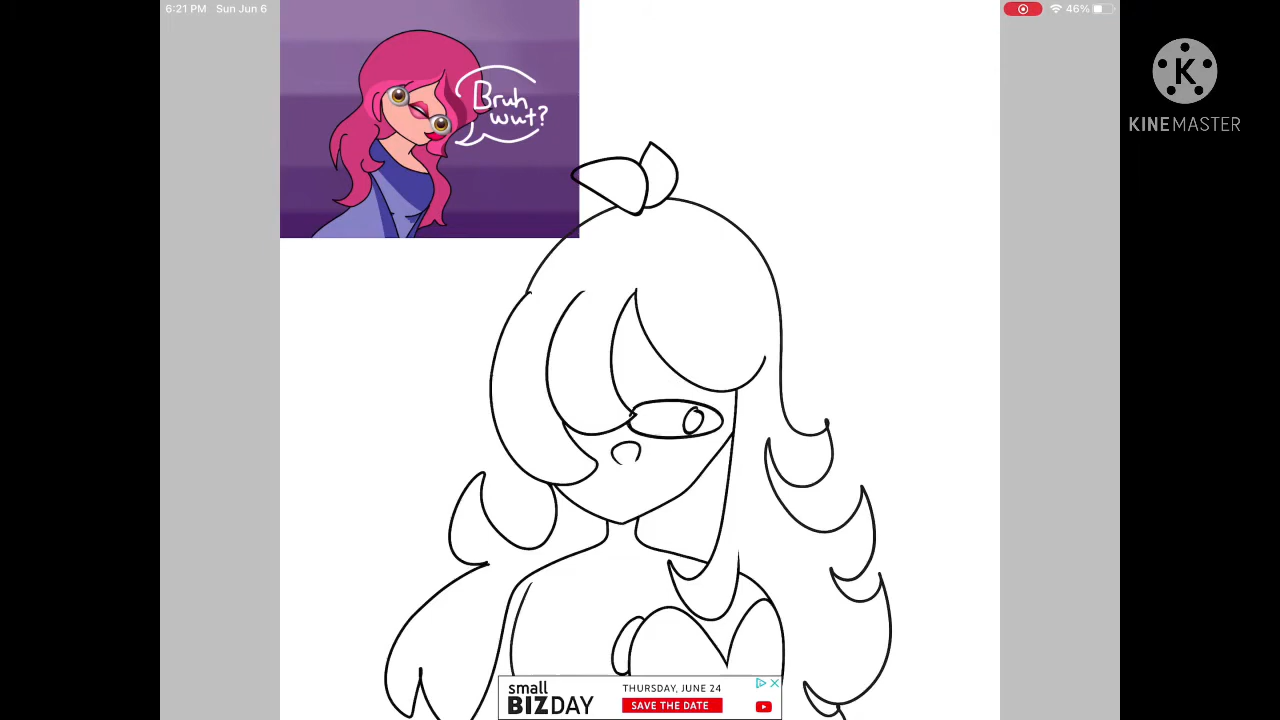 6:21 PM Sun Jun 6
46%
K
KINEMASTER
Bruh
wut?
small
BIZDAY
THURSDAY, JUNE 24
SAVE THE DATE